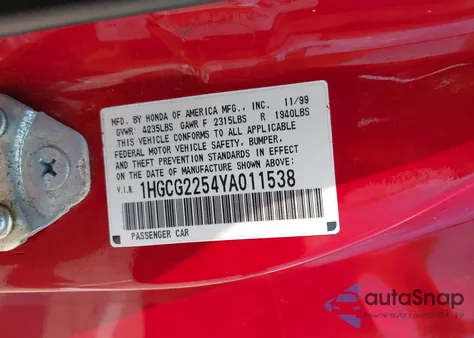 MFD. BY HONDA OF AMERICA MFG., INC. 11/99
GVWR: 4235LBS GAWR F 2315LBS R 1940LBS
THIS VEHICLE CONFORMS TO ALL APPLICABLE
FEDERAL MOTOR VEHICLE SAFETY, BUMPER,
AND THEFT PREVENTION STANDARDS IN EFFECT
ON THE DATE OF MANUFACTURE SHOWN ABOVE.
V.I.N. 1HGCG2254YA011538
PASSENGER CAR
autoSnap